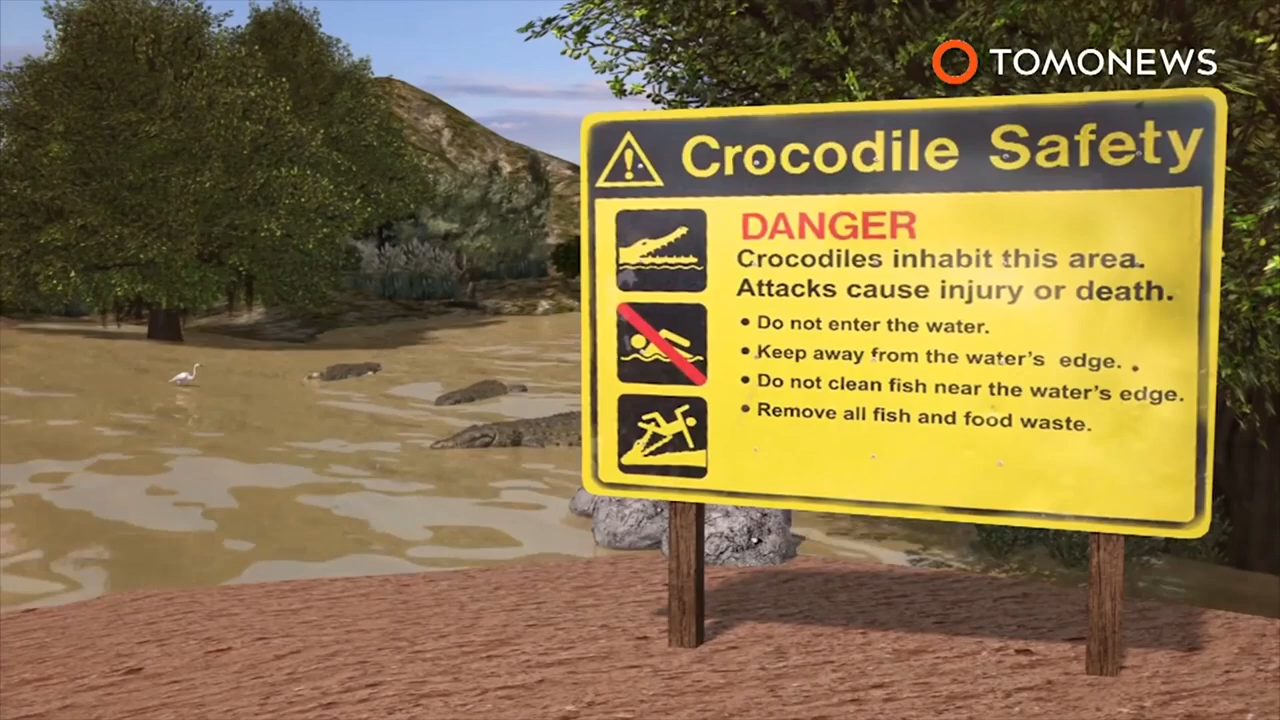 TOMONEWS
Crocodile Safety
DANGER
Crocodiles inhabit this area.
Attacks cause injury or death.
• Do not enter the water.
• Keep away from the water's edge.
• Do not clean fish near the water's edge.
• Remove all fish and food waste.